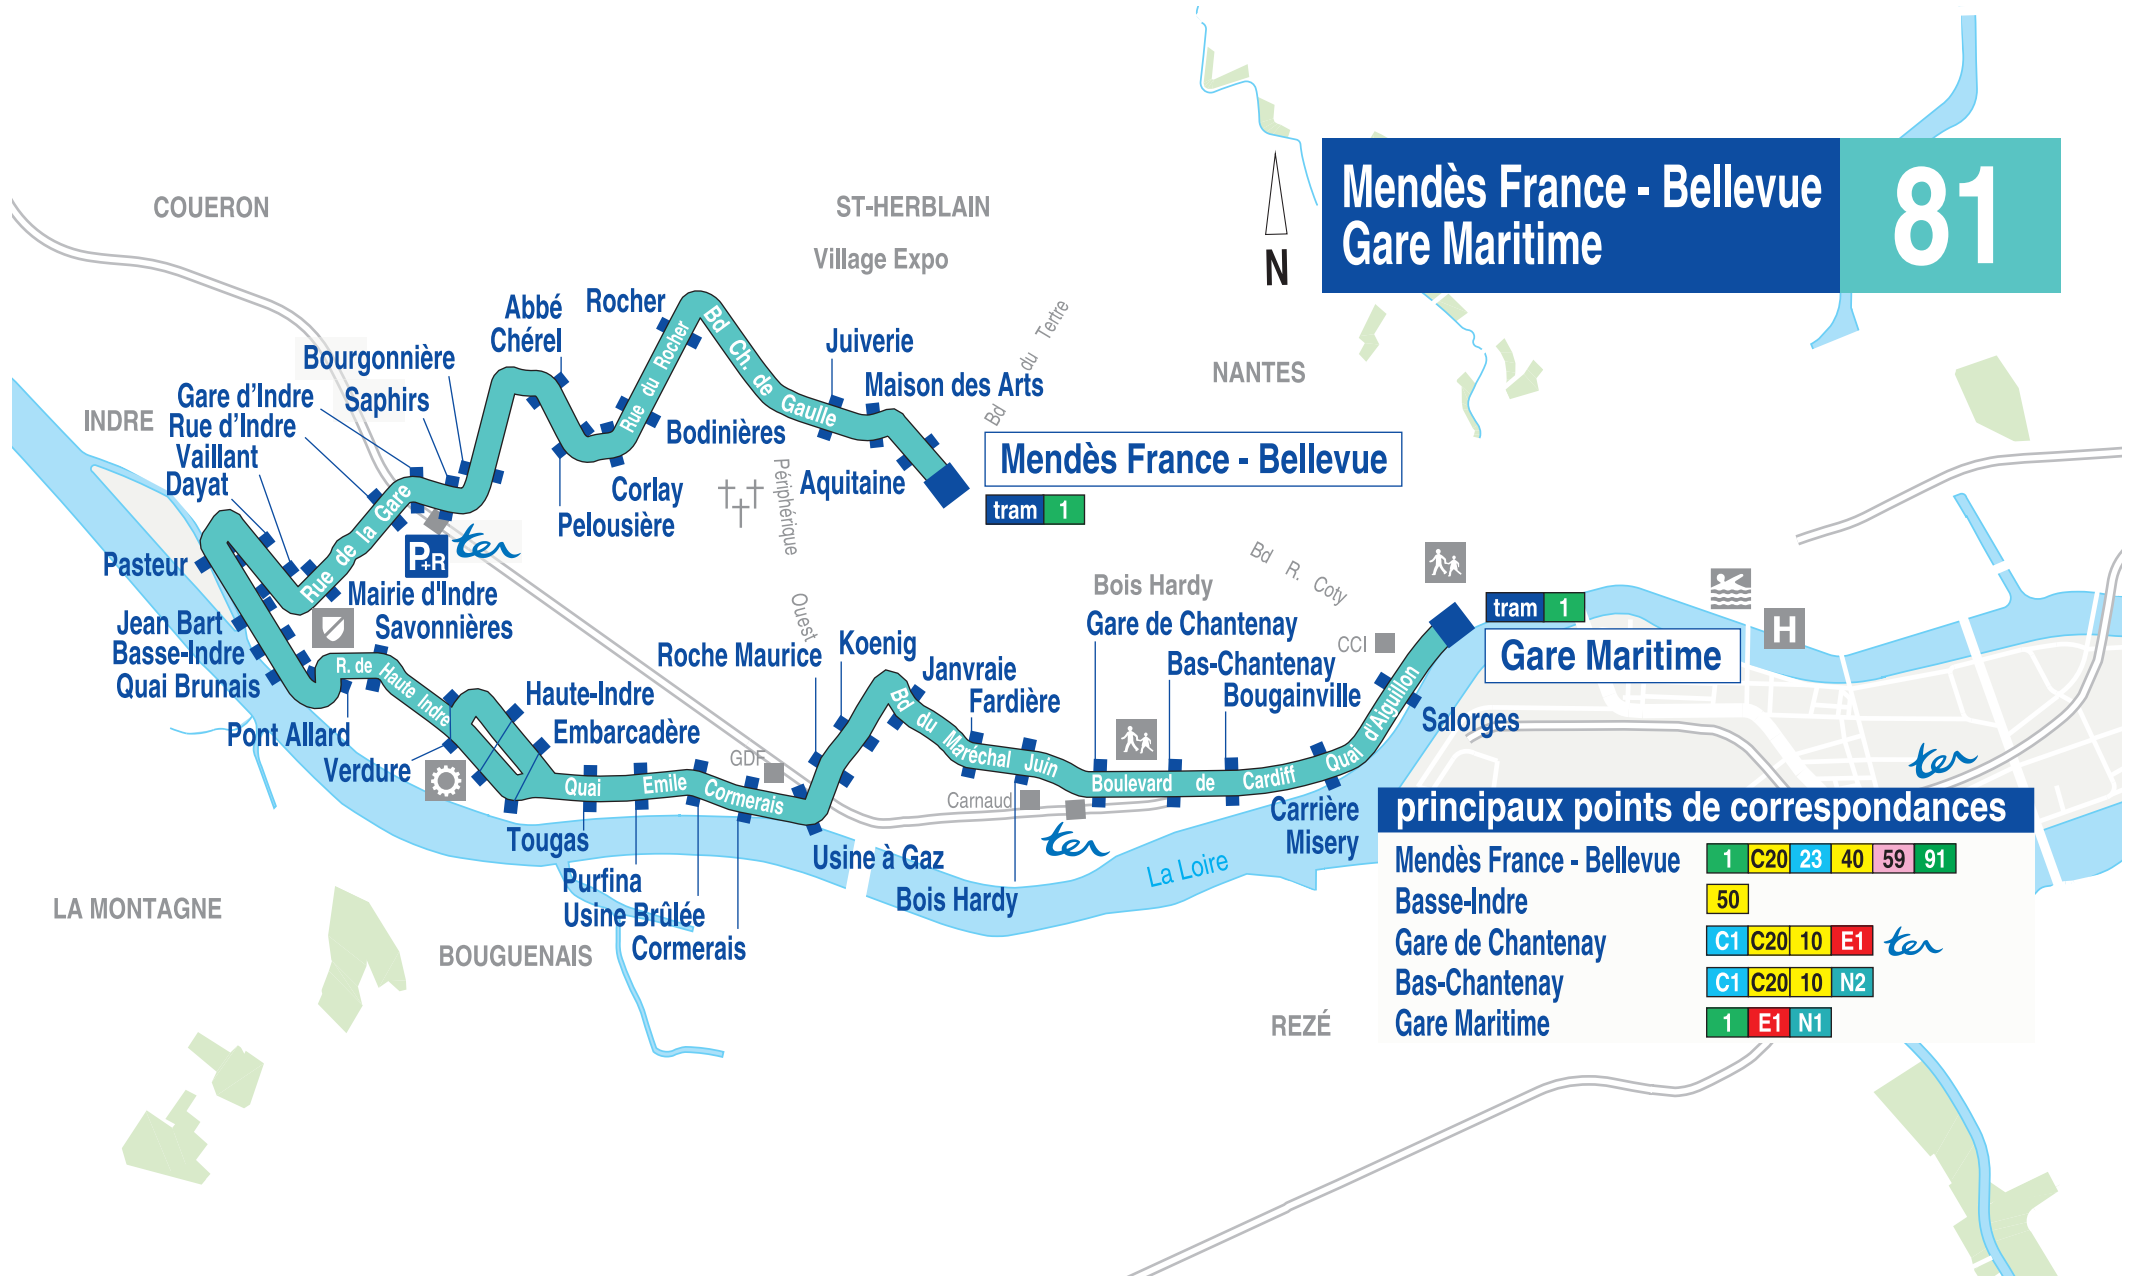 Mendès France - Bellevue
Gare Maritime
81
COUERON
ST-HERBLAIN
Village Expo
N
Abbé
Chérel
Rocher
Bourgonnière
Gare d'Indre
Saphirs
INDRE
Rue d'Indre
Vaillant
Dayat
Juiverie
Maison des Arts
Bd du Tertre
NANTES
Bd Ch. de Gaulle
Rue du Rocher
Bodinières
Mendès France - Bellevue
tram 1
Aquitaine
Corlay
Pelousière
Périphérique
Ouest
Rue de la Gare
P+R
ter
Pasteur
Mairie d'Indre
Savonnières
Jean Bart
Basse-Indre
Quai Brunais
R. de Haute Indre
Pont Allard
Verdure
Haute-Indre
Embarcadère
Roche Maurice
Koenig
Janvraie
Fardière
Bois Hardy
Gare de Chantenay
Bas-Chantenay
Bougainville
Bd R. Coty
CCI
tram 1
Gare Maritime
H
Salorges
Quai d'Aiguillon
Bd du Maréchal Juin
Boulevard de Cardiff
Carrière
Misery
GDF
Carnaud
ter
Quai Emile Cormerais
Tougas
Purfina
Usine Brûlée
Cormerais
Usine à Gaz
Bois Hardy
La Loire
ter
LA MONTAGNE
BOUGUENAIS
REZÉ
principaux points de correspondances
Mendès France - Bellevue 1 C20 23 40 59 91
Basse-Indre 50
Gare de Chantenay C1 C20 10 E1 ter
Bas-Chantenay C1 C20 10 N2
Gare Maritime 1 E1 N1